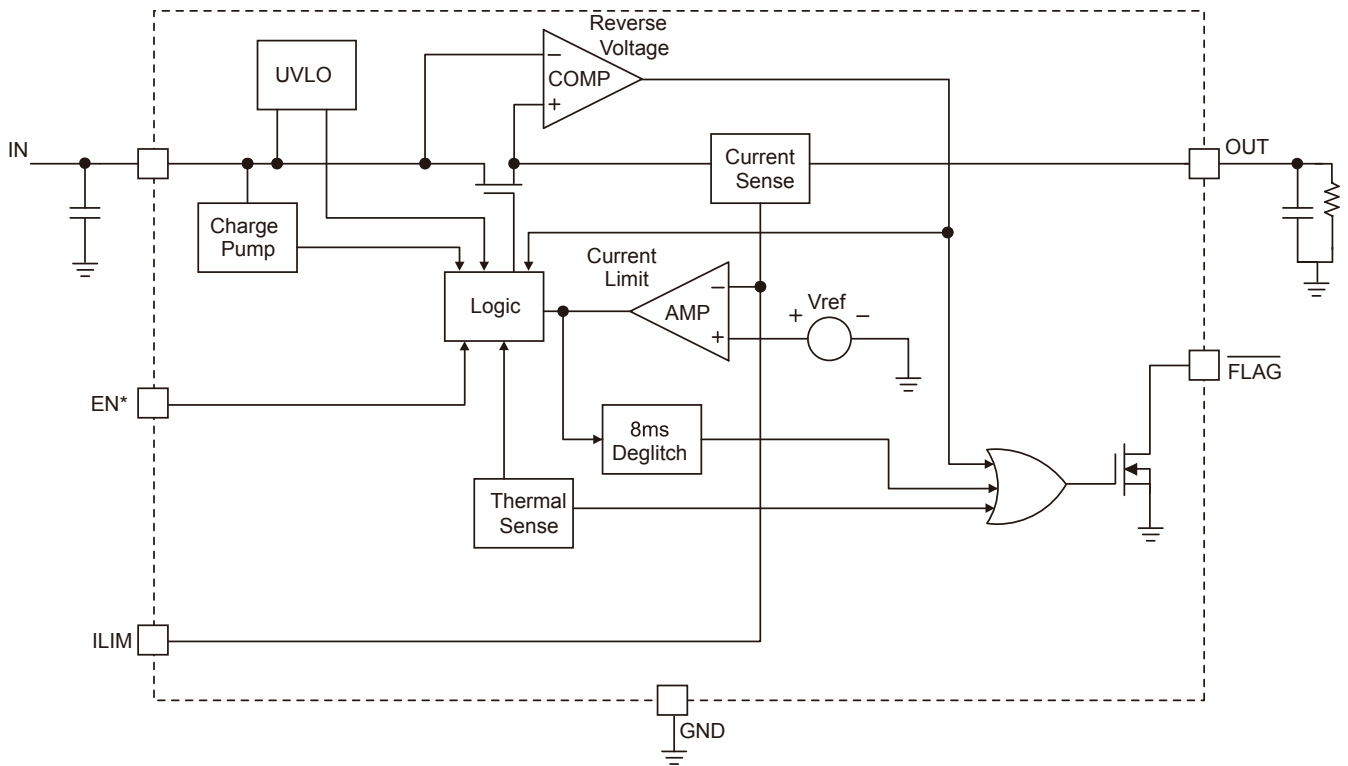 Reverse
Voltage
UVLO
−
COMP
+
IN
Current
Sense
OUT
Charge
Pump
Current
Limit
Logic
−
AMP
+
+ Vref −
FLAG
EN*
8ms
Deglitch
Thermal
Sense
ILIM
GND